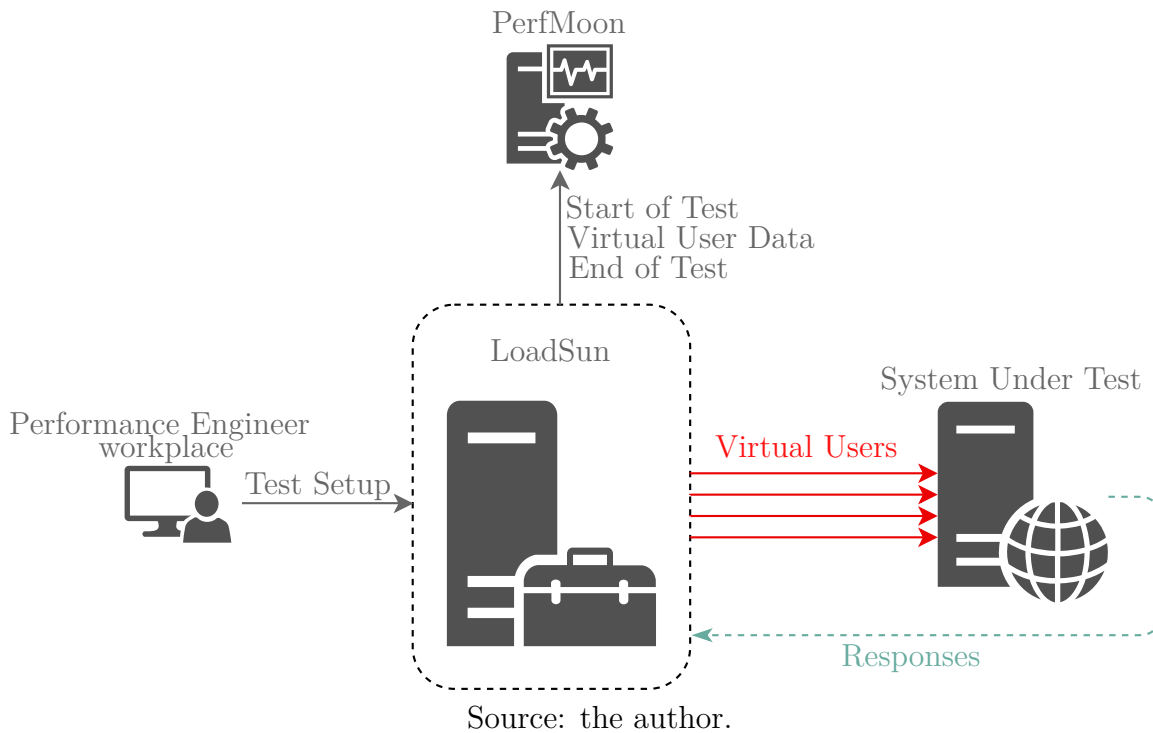 PerfMoon
Start of Test
Virtual User Data
End of Test
LoadSun
System Under Test
Performance Engineer
workplace
Test Setup
Virtual Users
Responses
Source: the author.